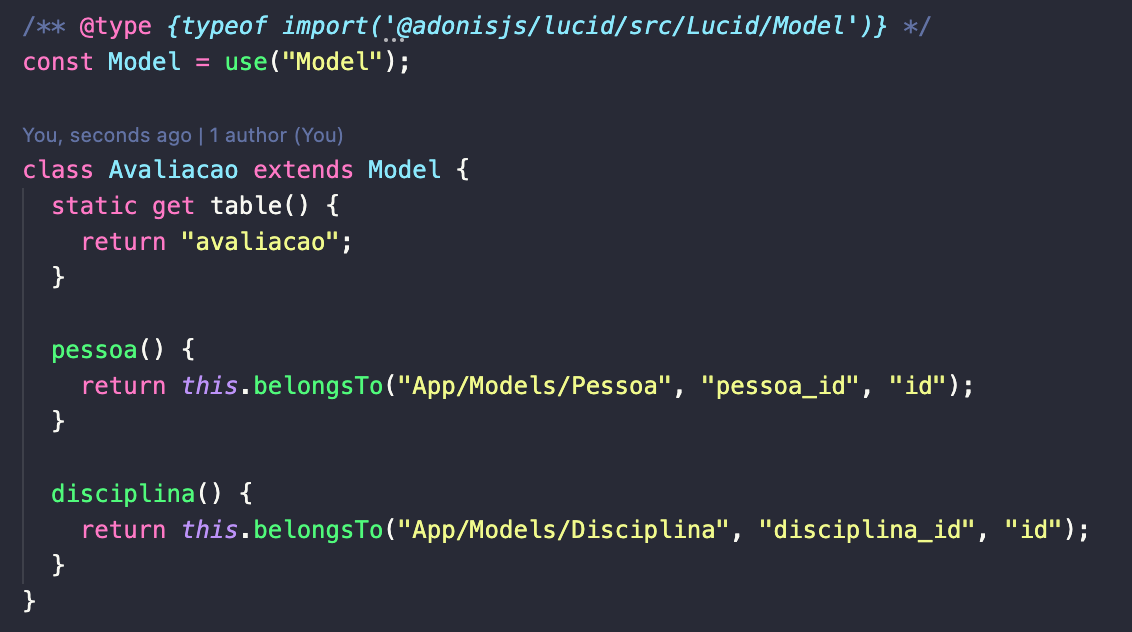 /** @type {typeof import('@adonisjs/lucid/src/Lucid/Model')} */
const Model = use("Model");
You, seconds ago | 1 author (You)
class Avaliacao extends Model {
static get table() {
return "avaliacao";
}
pessoa() {
return this.belongsTo("App/Models/Pessoa", "pessoa_id", "id");
}
disciplina() {
return this.belongsTo("App/Models/Disciplina", "disciplina_id", "id");
}
}